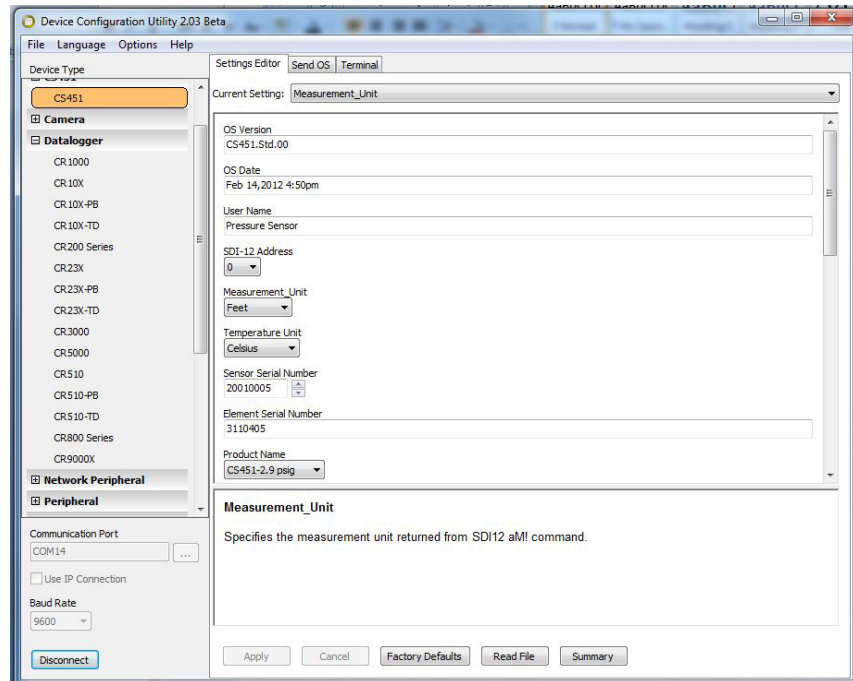 Device Configuration Utility 2.03 Beta
File Language Options Help
Device Type
CS451
Camera
Datalogger
CR1000
CR10X
CR10X-PB
CR10X-TD
CR200 Series
CR23X
CR23X-PB
CR23X-TD
CR3000
CR5000
CR510
CR510-PB
CR510-TD
CR800 Series
CR9000X
Network Peripheral
Peripheral
Communication Port
COM14
...
Use IP Connection
Baud Rate
9600
Disconnect
Settings Editor Send OS Terminal
Current Setting: Measurement_Unit
OS Version
CS451.Std.00
OS Date
Feb 14,2012 4:50pm
User Name
Pressure Sensor
SDI-12 Address
0
Measurement_Unit
Feet
Temperature Unit
Celsius
Sensor Serial Number
20010005
Element Serial Number
3110405
Product Name
CS451-2.9 psig
Measurement_Unit
Specifies the measurement unit returned from SDI12 aM! command.
Apply Cancel Factory Defaults Read File Summary